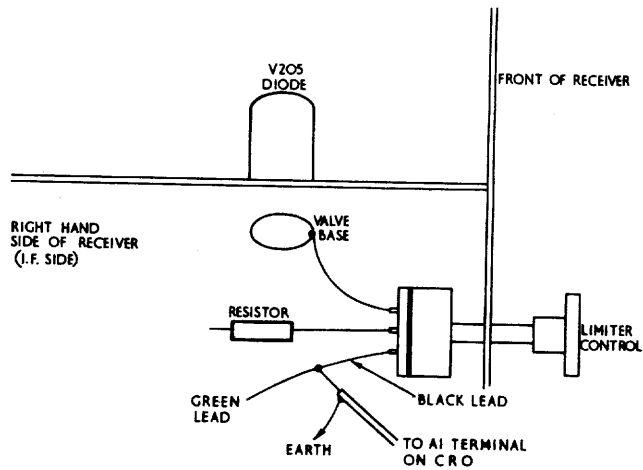 V205
DIODE
FRONT OF RECEIVER
RIGHT HAND
SIDE OF RECEIVER
(I.F. SIDE)
VALVE
BASE
RESISTOR
LIMITER
CONTROL
GREEN
LEAD
BLACK LEAD
EARTH
TO A1 TERMINAL
ON C R O